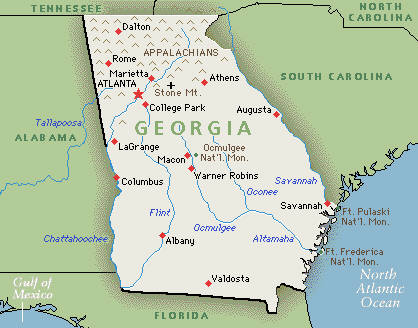 TENNESSEE
NORTH
CAROLINA
Dalton
APPALACHIANS
Rome
Marietta
ATLANTA
Athens
Stone Mt.
SOUTH CAROLINA
College Park
Tallapoosa
Augusta
GEORGIA
ALABAMA
LaGrange
Ocmulgee
Nat'l. Mon.
Macon
Warner Robins
Columbus
Savannah
Oconee
Savannah
Flint
Ft. Pulaski
Nat'l. Mon.
Ocmulgee
Chattahoochee
Albany
Altamaha
Ft. Frederica
Nat'l. Mon.
Valdosta
Gulf of
Mexico
North
Atlantic
Ocean
FLORIDA